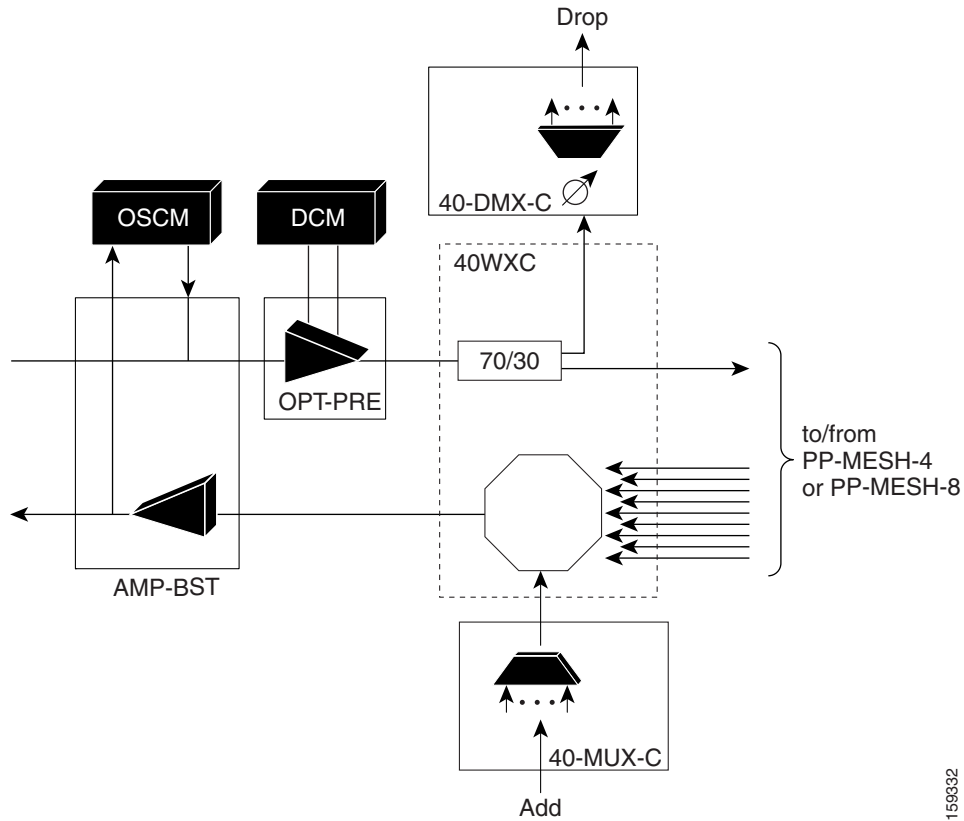 Drop
40-DMX-C
OSCM
DCM
40WXC
70/30
OPT-PRE
to/from
PP-MESH-4
or PP-MESH-8
AMP-BST
40-MUX-C
Add
159332